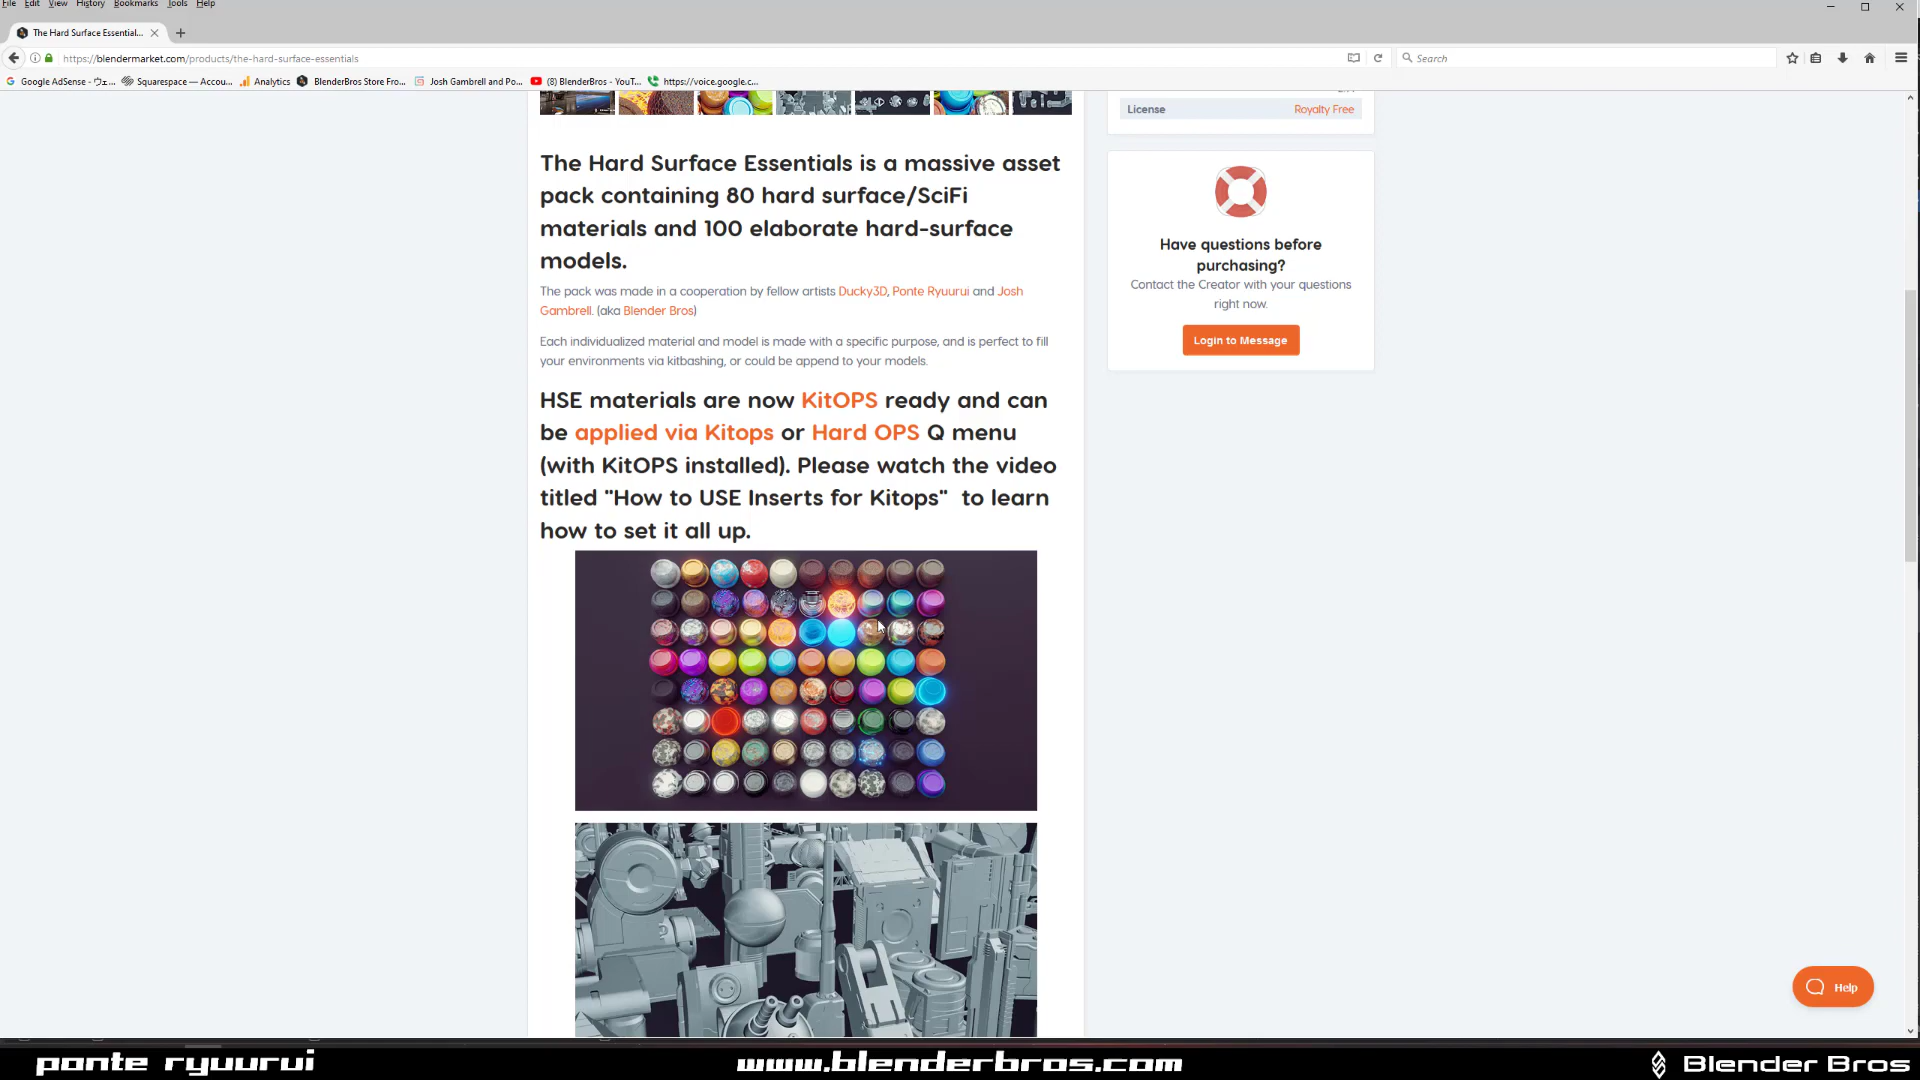 File Edit View History Bookmarks Tools Help
The Hard Surface Essential...
https://blendermarket.com/products/the-hard-surface-essentials
Search
Google AdSense - ウェ... Squarespace — Accou... Analytics BlenderBros Store Fro... Josh Gambrell and Po... (8) BlenderBros - YouT... https://voice.google.c...
License Royalty Free
The Hard Surface Essentials is a massive asset
pack containing 80 hard surface/SciFi
materials and 100 elaborate hard-surface
models.
The pack was made in a cooperation by fellow artists Ducky3D, Ponte Ryuurui and Josh
Gambrell. (aka Blender Bros)
Each individualized material and model is made with a specific purpose, and is perfect to fill
your environments via kitbashing, or could be append to your models.
HSE materials are now KitOPS ready and can
be applied via Kitops or Hard OPS Q menu
(with KitOPS installed). Please watch the video
titled "How to USE Inserts for Kitops" to learn
how to set it all up.
Have questions before
purchasing?
Contact the Creator with your questions
right now.
Login to Message
Help
ponte ryuurui
www.blenderbros.com
Blender Bros